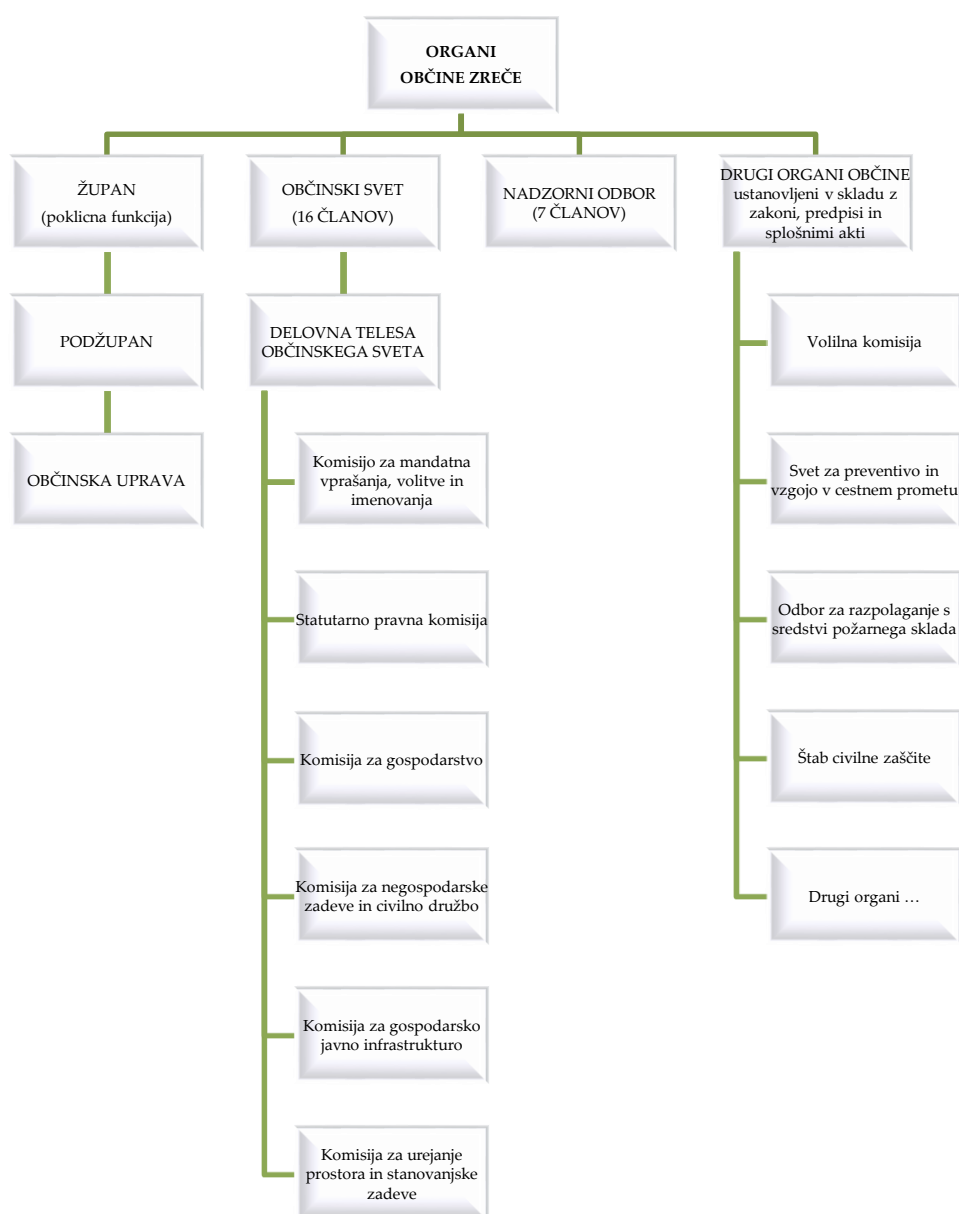 ORGANI
OBČINE ZREČE
ŽUPAN
(poklicna funkcija)
OBČINSKI SVET
(16 ČLANOV)
NADZORNI ODBOR
(7 ČLANOV)
DRUGI ORGANI OBČINE
ustanovljeni v skladu z
zakoni, predpisi in
splošnimi akti
PODŽUPAN
OBČINSKA UPRAVA
DELOVNA TELESA
OBČINSKEGA SVETA
Komisijo za mandatna
vprašanja, volitve in
imenovanja
Statutarno pravna komisija
Komisija za gospodarstvo
Komisija za negospodarske
zadeve in civilno družbo
Komisija za gospodarsko
javno infrastrukturo
Komisija za urejanje
prostora in stanovanjske
zadeve
Volilna komisija
Svet za preventivo in
vzgojo v cestnem prometu
Odbor za razpolaganje s
sredstvi požarnega sklada
Štab civilne zaščite
Drugi organi …